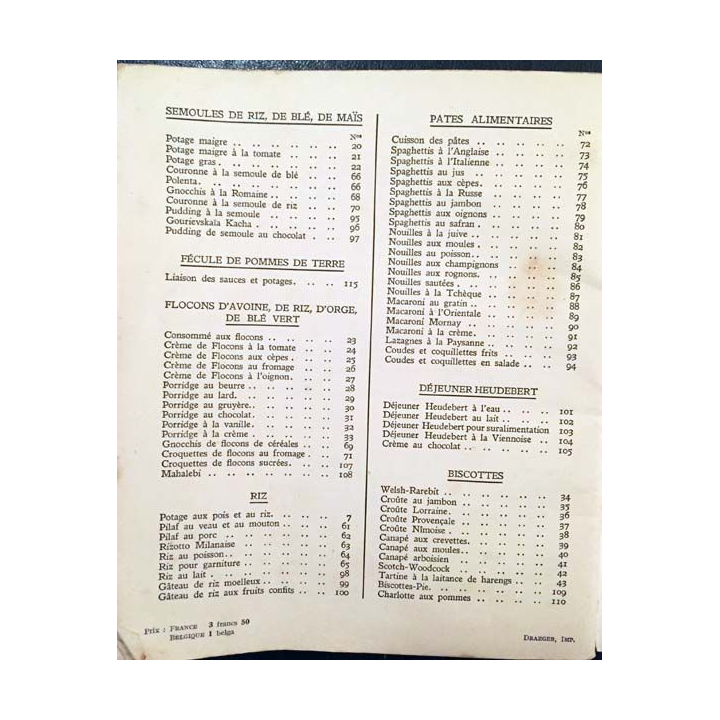 SEMOULES DE RIZ, DE BLÉ, DE MAÏS
Nos
Potage maigre .. .. .. .. .. .. 20
Potage maigre à la tomate .. .. .. 21
Potage gras. .. .. .. .. .. .. 22
Couronne à la semoule de blé .. .. 66
Polenta. .. .. .. .. .. .. .. 66
Gnocchis à la Romaine .. .. .. .. 68
Couronne à la semoule de riz .. .. 70
Pudding à la semoule .. .. .. .. 95
Gourievskaïa Kacha . .. .. .. .. 96
Pudding de semoule au chocolat . .. 97
FÉCULE DE POMMES DE TERRE
Liaison des sauces et potages. .. .. 115
FLOCONS D'AVOINE, DE RIZ, D'ORGE,
DE BLÉ VERT
Consommé aux flocons .. .. .. .. 23
Crème de Flocons à la tomate .. .. 24
Crème de Flocons aux cèpes . .. .. 25
Crème de Flocons au fromage .. .. 26
Crème de Flocons à l'oignon. .. .. 27
Porridge au beurre .. .. .. .. .. 28
Porridge au lard. .. .. .. .. .. 29
Porridge au gruyère. .. .. .. .. 30
Porridge au chocolat. .. .. .. .. 31
Porridge à la vanille. .. .. .. .. 32
Porridge à la crème . .. .. .. .. 33
Gnocchis de flocons de céréales .. .. 69
Croquettes de flocons au fromage . .. 71
Croquettes de flocons sucrées. .. .. 107
Mahalebi .. .. .. .. .. .. .. 108
RIZ
Potage aux pois et au riz. .. .. .. 7
Pilaf au veau et au mouton .. .. .. 61
Pilaf au porc .. .. .. .. .. .. 62
Rizotto Milanaise .. .. .. .. .. 63
Riz au poisson. .. .. .. .. .. 64
Riz pour garniture . .. .. .. .. 65
Riz au lait . .. .. .. .. .. .. 98
Gâteau de riz moelleux .. .. .. .. 99
Gâteau de riz aux fruits confits .. .. 100
Prix : FRANCE 3 francs 50
BELGIQUE 1 belga
PATES ALIMENTAIRES
Nos
Cuisson des pâtes .. .. .. .. .. 72
Spaghettis à l'Anglaise .. .. .. .. 73
Spaghettis à l'Italienne . .. .. .. 74
Spaghettis au jus .. .. .. .. .. 75
Spaghettis aux cèpes. .. .. .. .. 76
Spaghettis à la Russe .. .. .. .. 77
Spaghettis au jambon .. .. .. .. 78
Spaghettis aux oignons .. .. .. .. 79
Spaghettis au safran . .. .. .. .. 80
Nouilles à la juive .. .. .. .. .. 81
Nouilles aux moules . .. .. .. .. 82
Nouilles au poisson.. .. .. .. .. 83
Nouilles aux champignons .. .. .. 84
Nouilles aux rognons. .. .. .. .. 85
Nouilles sautées . .. .. .. .. .. 86
Nouilles à la Tchèque .. .. .. .. 87
Macaroni au gratin .. .. .. .. .. 88
Macaroni à l'Orientale .. .. .. .. 89
Macaroni Mornay .. .. .. .. .. 90
Macaroni à la crème. .. .. .. .. 91
Lazagnes à la Paysanne .. .. .. .. 92
Coudes et coquillettes frits . .. .. 93
Coudes et coquillettes en salade .. .. 94
DÉJEUNER HEUDEBERT
Déjeuner Heudebert à l'eau .. .. .. 101
Déjeuner Heudebert au lait .. .. .. 102
Déjeuner Heudebert pour suralimentation 103
Déjeuner Heudebert à la Viennoise .. 104
Crème au chocolat .. .. .. .. .. 105
BISCOTTES
Welsh-Rarebit .. .. .. .. .. .. 34
Croûte au jambon .. .. .. .. .. 35
Croûte Lorraine. .. .. .. .. .. 36
Croûte Provençale .. .. .. .. .. 37
Croûte Nîmoise . .. .. .. .. .. 38
Canapé aux crevettes. .. .. .. .. 39
Canapé aux moules. .. .. .. .. 40
Canapé arboisien .. .. .. .. .. 41
Scotch-Woodcock .. .. .. .. .. 42
Tartine à la laitance de harengs . .. 43
Biscottes-Pie. .. .. .. .. .. .. 109
Charlotte aux pommes .. .. .. .. 110
DRAEGER, IMP.